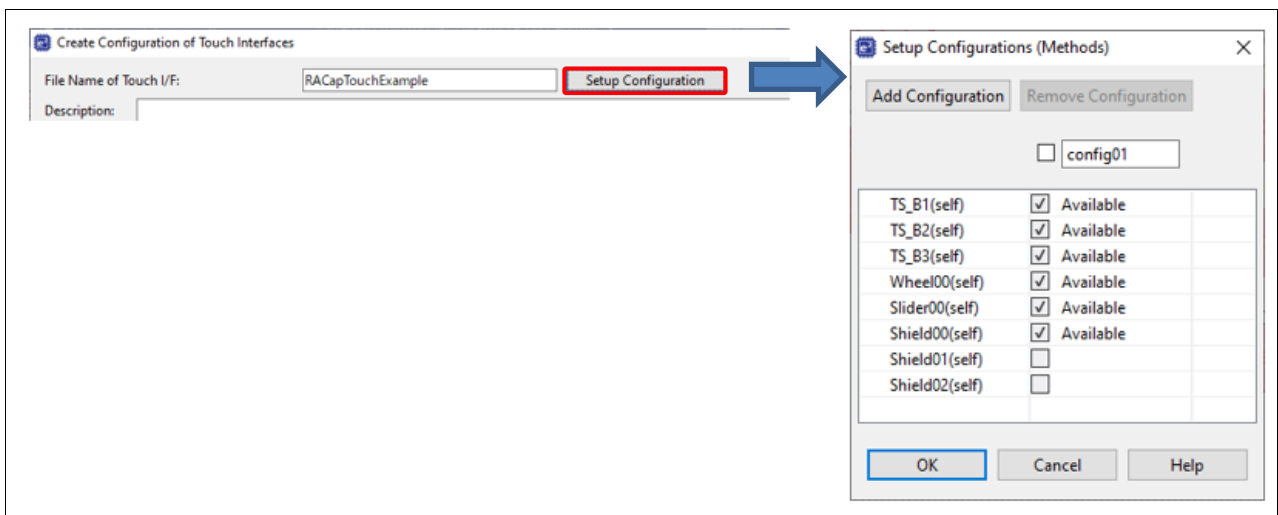 Create Configuration of Touch Interfaces
File Name of Touch I/F: RACapTouchExample Setup Configuration
Description:
Setup Configurations (Methods)
Add Configuration Remove Configuration
config01
TS_B1(self) Available
TS_B2(self) Available
TS_B3(self) Available
Wheel00(self) Available
Slider00(self) Available
Shield00(self) Available
Shield01(self)
Shield02(self)
OK Cancel Help